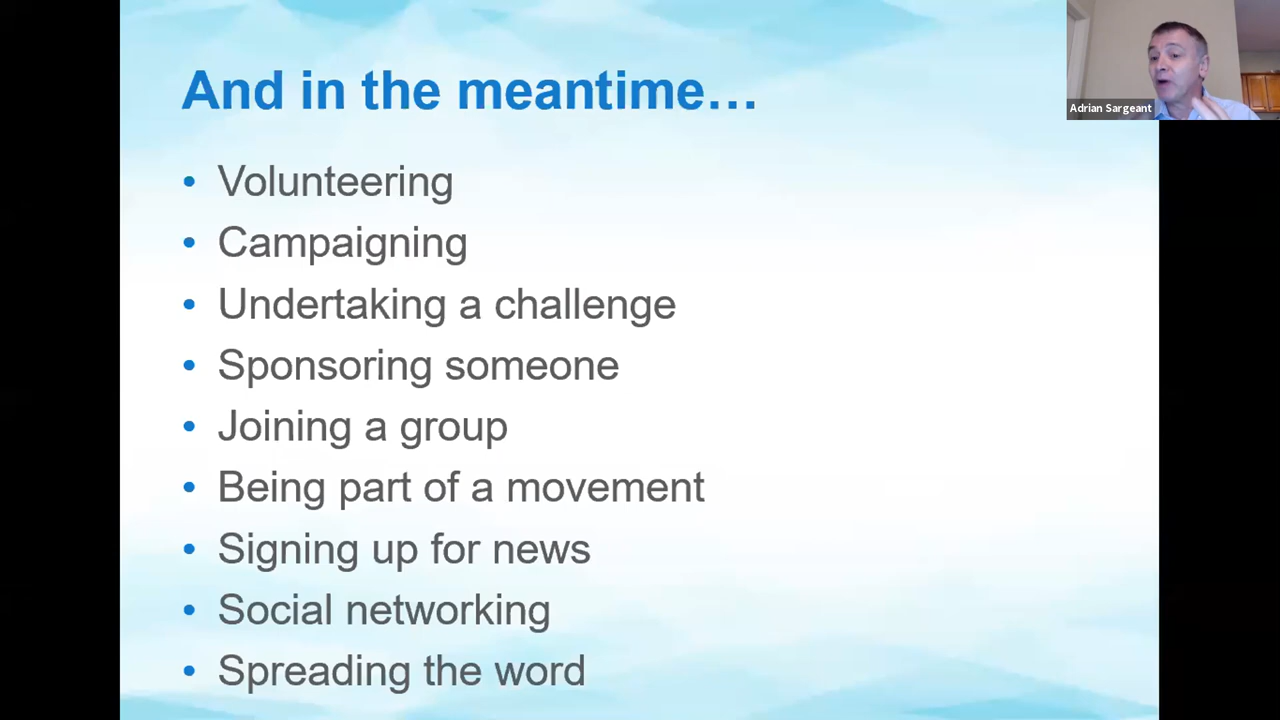 And in the meantime…
Adrian Sargeant
• Volunteering
• Campaigning
• Undertaking a challenge
• Sponsoring someone
• Joining a group
• Being part of a movement
• Signing up for news
• Social networking
• Spreading the word